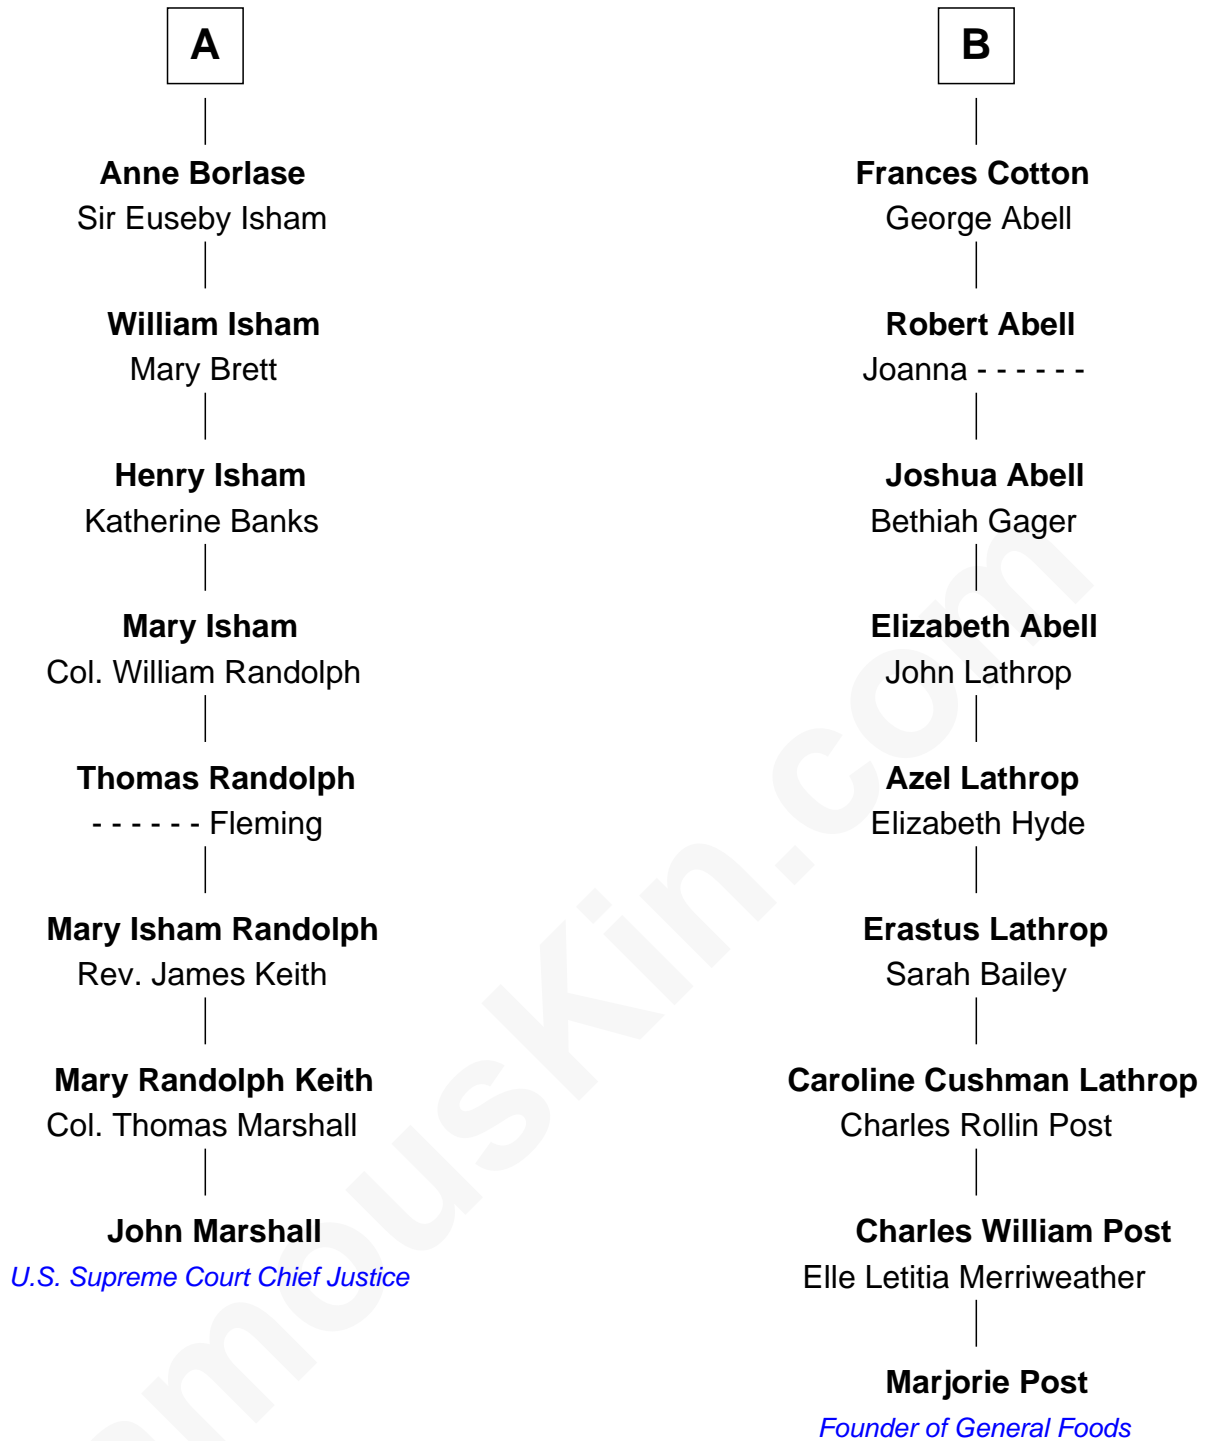 A
Anne Borlase
Sir Euseby Isham
William Isham
Mary Brett
Henry Isham
Katherine Banks
Mary Isham
Col. William Randolph
Thomas Randolph
- - - - - - Fleming
Mary Isham Randolph
Rev. James Keith
Mary Randolph Keith
Col. Thomas Marshall
John Marshall
U.S. Supreme Court Chief Justice
B
Frances Cotton
George Abell
Robert Abell
Joanna - - - - - -
Joshua Abell
Bethiah Gager
Elizabeth Abell
John Lathrop
Azel Lathrop
Elizabeth Hyde
Erastus Lathrop
Sarah Bailey
Caroline Cushman Lathrop
Charles Rollin Post
Charles William Post
Elle Letitia Merriweather
Marjorie Post
Founder of General Foods
amouskin.com